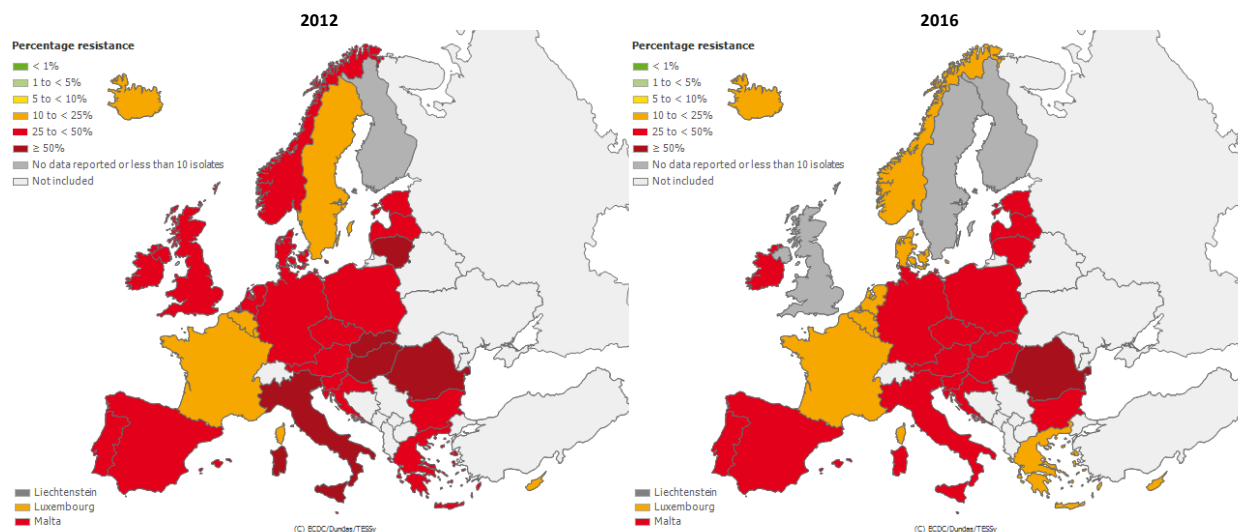 2012
Percentage resistance
< 1%
1 to < 5%
5 to < 10%
10 to < 25%
25 to < 50%
≥ 50%
No data reported or less than 10 isolates
Not included
Liechtenstein
Luxembourg
Malta
(C) ECDC/Dundas/TESSy
2016
Percentage resistance
< 1%
1 to < 5%
5 to < 10%
10 to < 25%
25 to < 50%
≥ 50%
No data reported or less than 10 isolates
Not included
Liechtenstein
Luxembourg
Malta
(C) ECDC/Dundas/TESSy